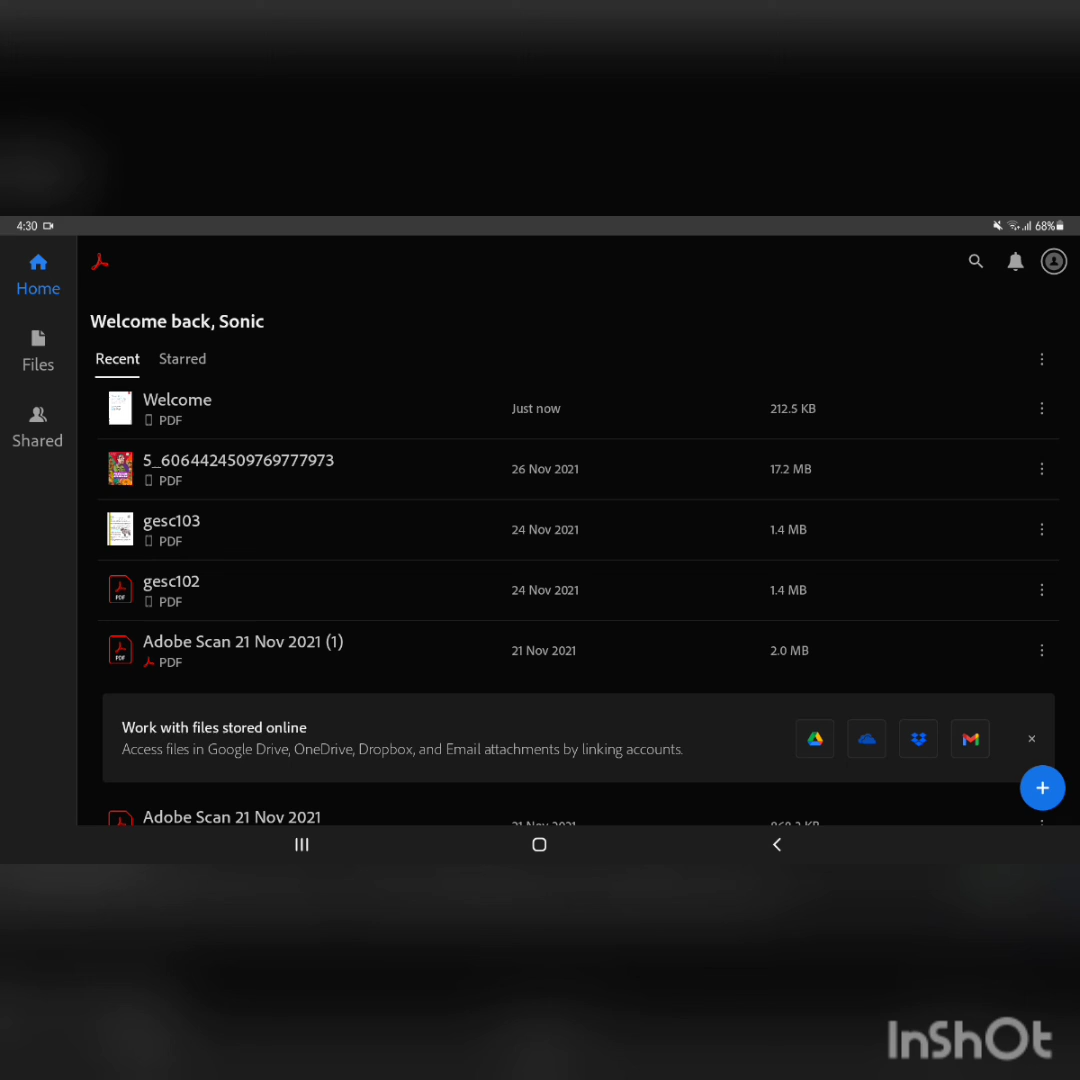 4:30
68%
Home
Files
Shared
Welcome back, Sonic
Recent Starred
Welcome
PDF
Just now
212.5 KB
5_6064424509769777973
PDF
26 Nov 2021
17.2 MB
gesc103
PDF
24 Nov 2021
1.4 MB
gesc102
PDF
24 Nov 2021
1.4 MB
Adobe Scan 21 Nov 2021 (1)
PDF
21 Nov 2021
2.0 MB
Work with files stored online
Access files in Google Drive, OneDrive, Dropbox, and Email attachments by linking accounts.
Adobe Scan 21 Nov 2021
21 Nov 2021
InShOt